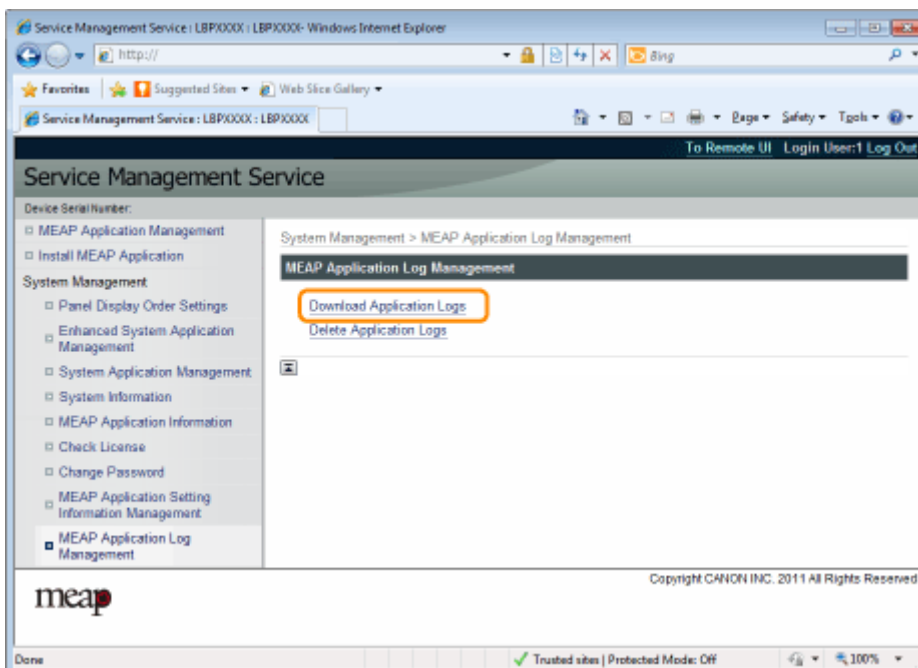 Service Management Service : LBPXXXX : LBPXXXX- Windows Internet Explorer
http://
Bing
Favorites
Suggested Sites
Web Slice Gallery
Service Management Service : LBPXXXX : LBPXXXX
Page
Safety
Tools
To Remote UI Login User:1 Log Out
Service Management Service
Device Serial Number:
MEAP Application Management
Install MEAP Application
System Management
Panel Display Order Settings
Enhanced System Application
Management
System Application Management
System Information
MEAP Application Information
Check License
Change Password
MEAP Application Setting
Information Management
MEAP Application Log
Management
System Management > MEAP Application Log Management
MEAP Application Log Management
Download Application Logs
Delete Application Logs
Copyright CANON INC. 2011 All Rights Reserved
meap
Done
Trusted sites | Protected Mode: Off
100%